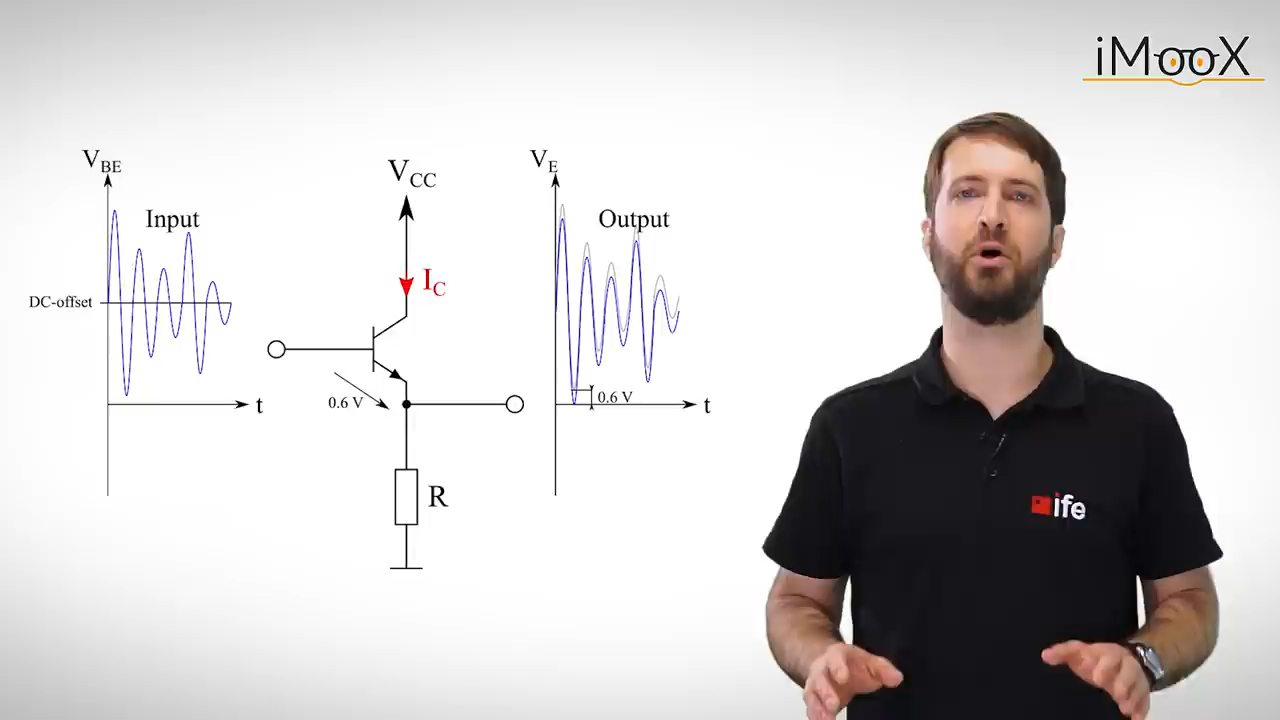 iMooX
V_BE
Input
DC-offset
t
V_CC
I_C
0.6 V
R
V_E
Output
0.6 V
t
ife